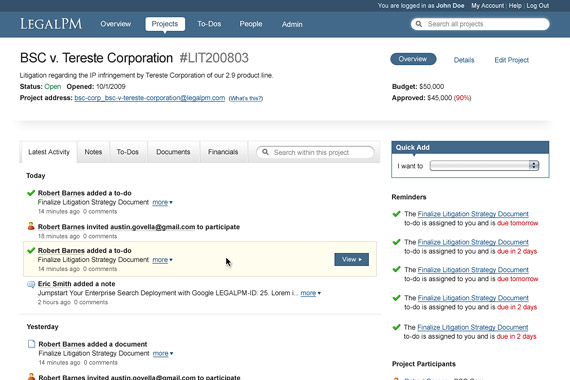 You are logged in as John Doe My Account | Help | Log Out
LEGALPM Overview Projects To-Dos People Admin Search all projects
BSC v. Tereste Corporation #LIT200803
Litigation regarding the IP infringement by Tereste Corporation of our 2.9 product line.
Status: Open Opened: 10/1/2009
Project address: bsc-corp_bsc-v-tereste-corporation@legalpm.com (What's this?)
Overview Details Edit Project
Budget: $50,000
Approved: $45,000 (90%)
Latest Activity Notes To-Dos Documents Financials Search within this project
Today
Robert Barnes added a to-do
Finalize Litigation Strategy Document more
14 minutes ago 0 comments
Robert Barnes invited austin.govella@gmail.com to participate
18 minutes ago 0 comments
Robert Barnes added a to-do
Finalize Litigation Strategy Document more
14 minutes ago 0 comments
View
Eric Smith added a note
Jumpstart Your Enterprise Search Deployment with Google LEGALPM-ID: 25. Lorem i... more
2 hours ago 0 comments
Yesterday
Robert Barnes added a document
Finalize Litigation Strategy Document more
14 minutes ago 0 comments
Robert Barnes invited austin.govella@gmail.com to participate
Quick Add
I want to
Reminders
The Finalize Litigation Strategy Document
to-do is assigned to you and is due tomorrow
The Finalize Litigation Strategy Document
to-do is assigned to you and is due in 2 days
The Finalize Litigation Strategy Document
to-do is assigned to you and is due tomorrow
The Finalize Litigation Strategy Document
to-do is assigned to you and is due in 2 days
The Finalize Litigation Strategy Document
to-do is assigned to you and is due in 2 days
Project Participants